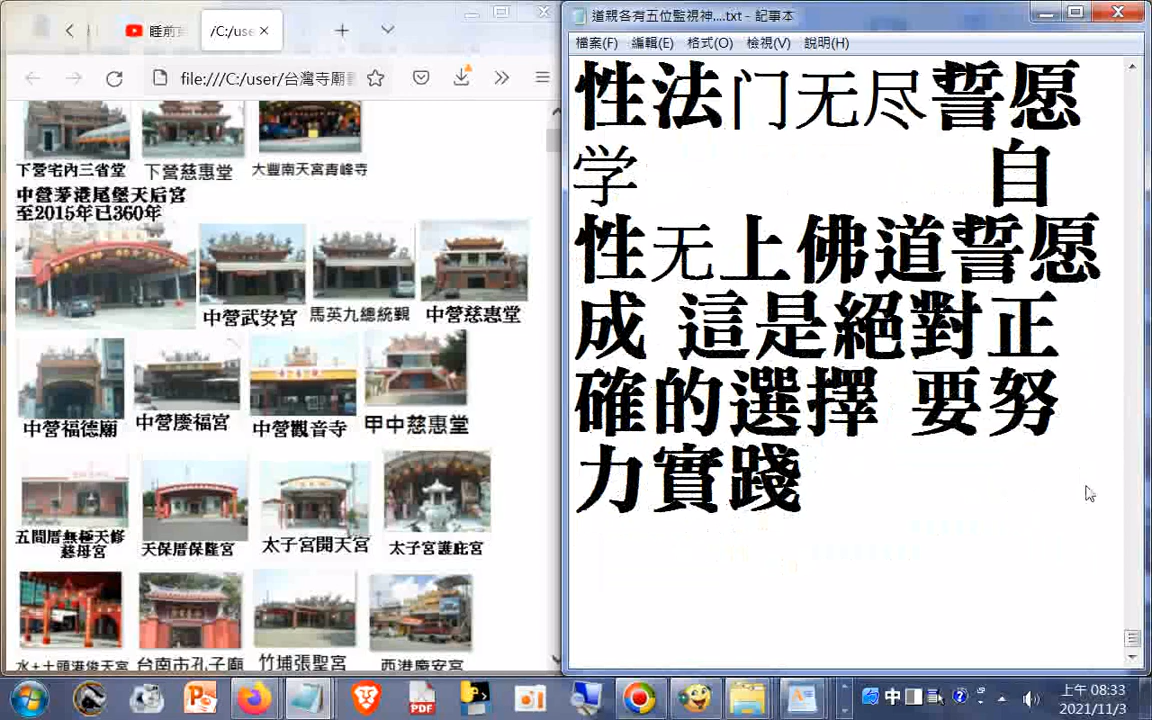 睡前
/C:/use
file:///C:/user/台灣寺廟
下營宅內三省堂
下營慈惠堂
大豐南天宮青峰寺
中營茅港尾堡天后宮
至2015年已360年
中營武安宮
馬英九總統觀
中營慈惠堂
中營福德廟
中營慶福宮
中營觀音寺
甲中慈惠堂
五間厝無極天修
慈母宮
天保厝保隆宮
太子宮開天宮
太子宮護庇宮
台南市孔子廟
竹埔張聖宮
西港慶安宮
道親各有五位監視神....txt - 記事本
檔案(F) 編輯(E) 格式(O) 檢視(V) 說明(H)
性法门无尽誓愿
学 自
性无上佛道誓愿
成 這是絕對正
確的選擇 要努
力實踐
PDF
中
上午 08:33
2021/11/3